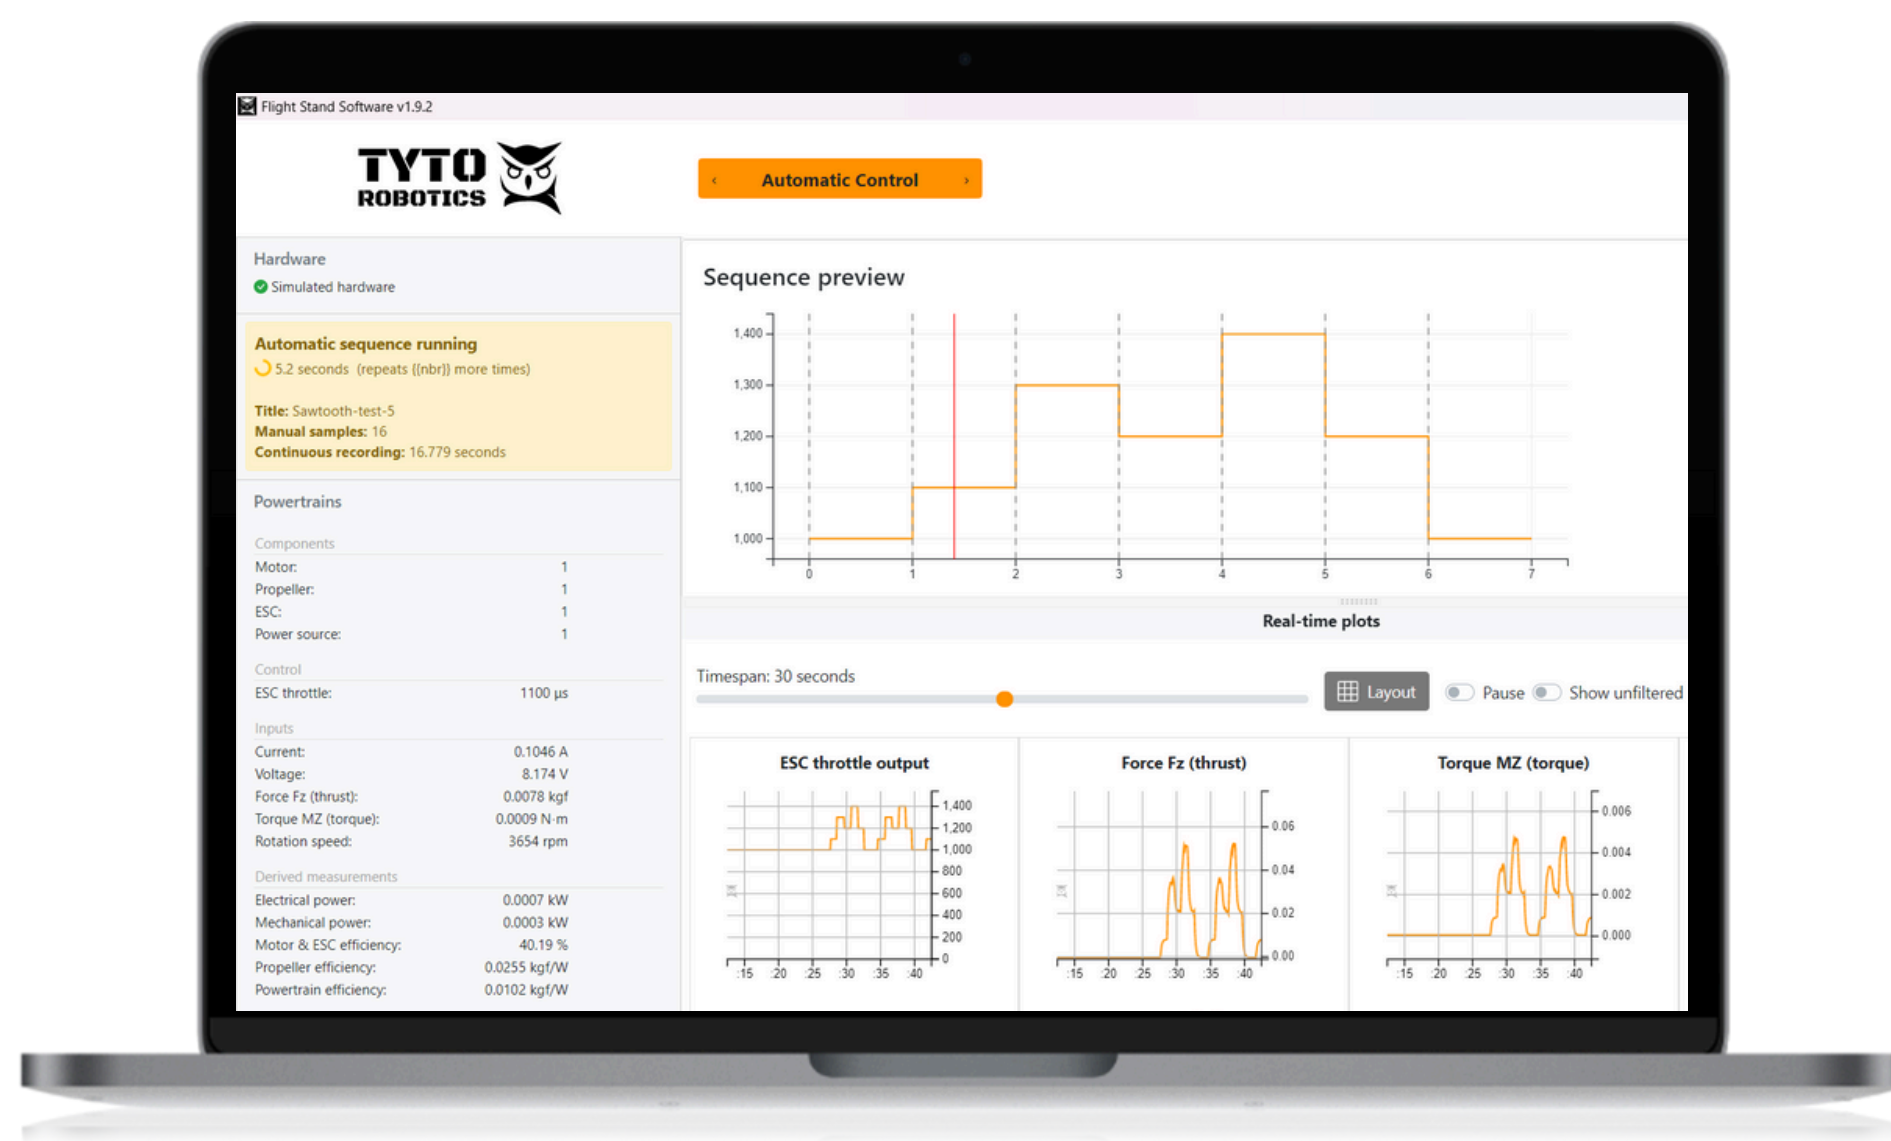 Flight Stand Software v1.9.2
TYTO
ROBOTICS
‹ Automatic Control ›
Hardware
Simulated hardware
Automatic sequence running
5.2 seconds (repeats {{nbr}} more times)
Title: Sawtooth-test-5
Manual samples: 16
Continuous recording: 16.779 seconds
Powertrains
Components
Motor: 1
Propeller: 1
ESC: 1
Power source: 1
Control
ESC throttle: 1100 µs
Inputs
Current: 0.1046 A
Voltage: 8.174 V
Force Fz (thrust): 0.0078 kgf
Torque MZ (torque): 0.0009 N·m
Rotation speed: 3654 rpm
Derived measurements
Electrical power: 0.0007 kW
Mechanical power: 0.0003 kW
Motor & ESC efficiency: 40.19 %
Propeller efficiency: 0.0255 kgf/W
Powertrain efficiency: 0.0102 kgf/W
Sequence preview
1,400
1,300
1,200
1,100
1,000
0 1 2 3 4 5 6 7
Real-time plots
Timespan: 30 seconds
Layout
Pause
Show unfiltered
ESC throttle output
1,400
1,200
1,000
800
600
400
200
0
:15 :20 :25 :30 :35 :40
Force Fz (thrust)
0.06
0.04
0.02
0.00
:15 :20 :25 :30 :35 :40
Torque MZ (torque)
0.006
0.004
0.002
0.000
:15 :20 :25 :30 :35 :40